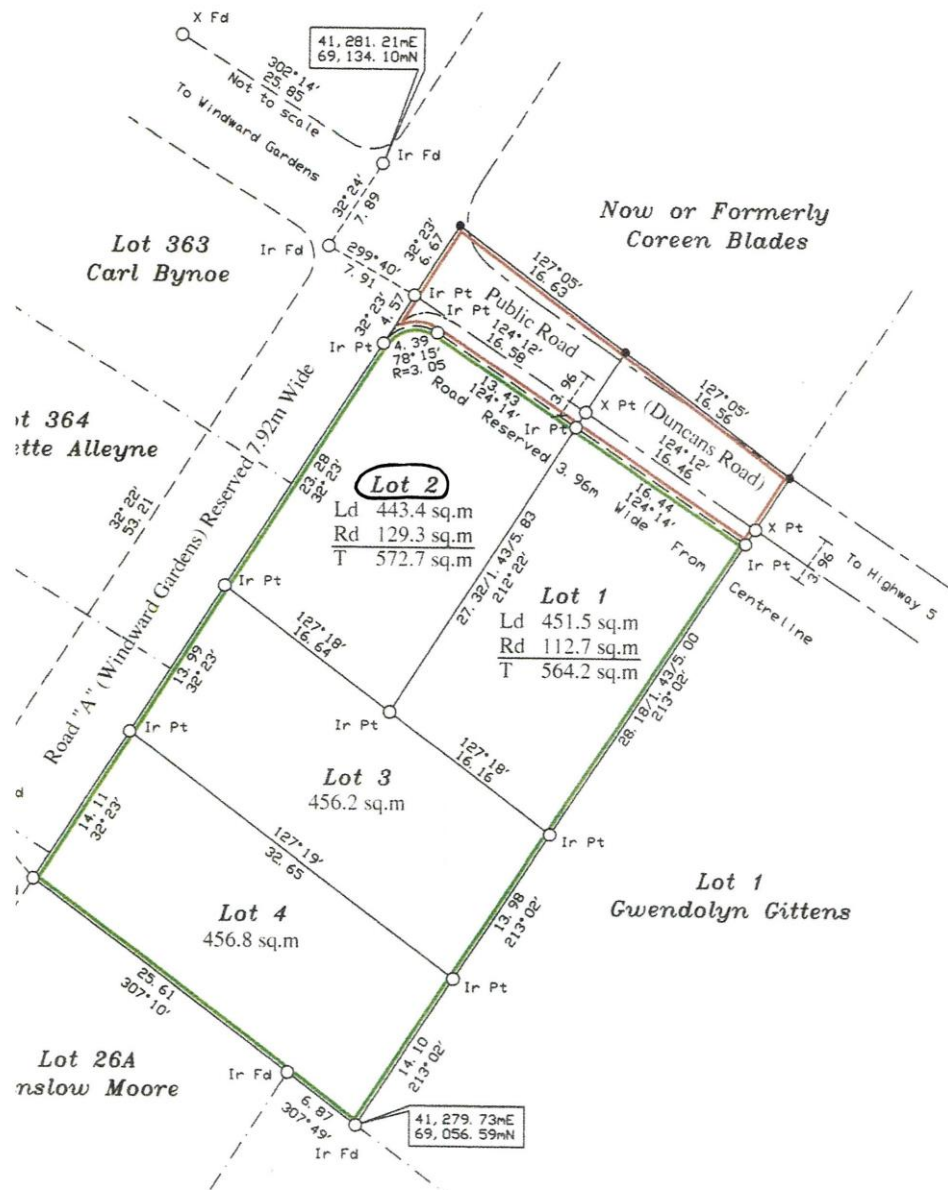 X Fd
41, 281. 21mE
69, 134. 10mN
302°14'
25. 85
Not to scale
To Windward Gardens
Ir Fd
32°24'
7. 89
Now or Formerly
Coreen Blades
Lot 363
Carl Bynoe
Ir Fd
299°40'
7. 91
32°23'
6. 67
127°05'
16. 63
Public Road
Ir Pt
Ir Pt
32°23'
4. 57
124°12'
16. 58
Ir Pt
4. 39
78°15'
R=3. 05
13. 43
124°14'
3. 96
127°05'
16. 56
X Pt
(Duncans Road)
124°12'
16. 46
Ir Pt
Road Reserved 3. 96m Wide From Centreline
16. 44
124°14'
X Pt
Ir Pt
3. 96
To Highway 5
Alleyne
32°22'
53. 21
Road "A" (Windward Gardens) Reserved 7.92m Wide
23. 28
32°23'
Lot 2
Ld 443.4 sq.m
Rd 129.3 sq.m
T 572.7 sq.m
27. 32/1. 43/5. 83
212°22'
Lot 1
Ld 451.5 sq.m
Rd 112.7 sq.m
T 564.2 sq.m
28. 18/1. 43/5. 00
213°02'
Ir Pt
127°18'
16. 64
13. 99
32°23'
Ir Pt
Ir Pt
127°18'
16. 16
Lot 3
456.2 sq.m
Ir Pt
14. 11
32°23'
127°19'
32. 65
13. 98
213°02'
Lot 1
Gwendolyn Gittens
Lot 4
456.8 sq.m
Ir Pt
25. 61
307°10'
14. 10
213°02'
Lot 26A
nslow Moore
Ir Fd
6. 87
307°49'
41, 279. 73mE
69, 056. 59mN
Ir Fd